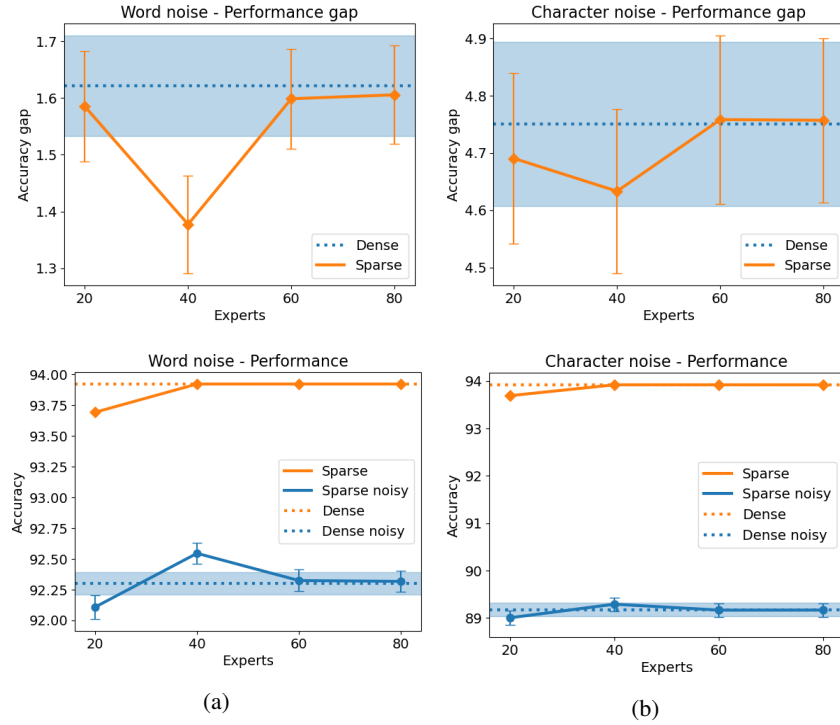 Word noise - Performance gap
1.7
1.6
1.5
1.4
1.3
Accuracy gap
Dense
Sparse
20 40 60 80
Experts
Character noise - Performance gap
4.9
4.8
4.7
4.6
4.5
Accuracy gap
Dense
Sparse
20 40 60 80
Experts
Word noise - Performance
94.00
93.75
93.50
93.25
93.00
92.75
92.50
92.25
92.00
Accuracy
Sparse
Sparse noisy
Dense
Dense noisy
20 40 60 80
Experts
(a)
Character noise - Performance
94
93
92
91
90
89
Accuracy
Sparse
Sparse noisy
Dense
Dense noisy
20 40 60 80
Experts
(b)